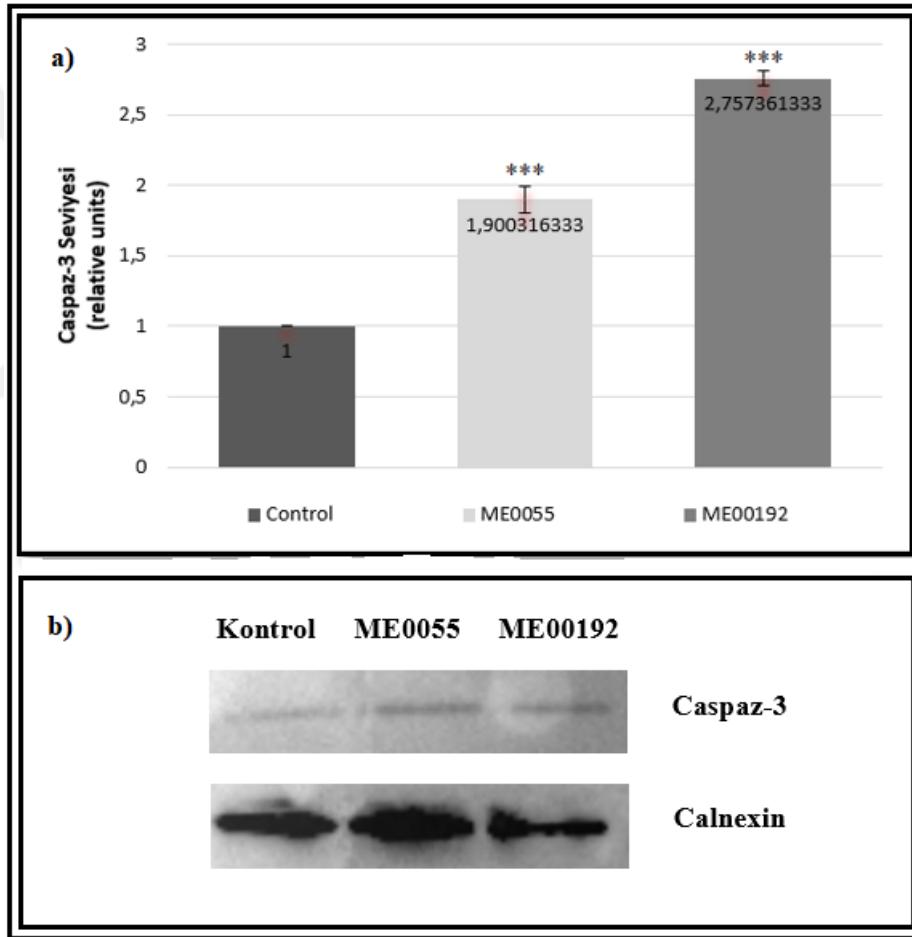 a)
3
2,5
2
1,5
1
0,5
0
Caspaz-3 Seviyesi
(relative units)
***
***
1
1,900316333
2,757361333
Control ME0055 ME00192
b)
Kontrol ME0055 ME00192
Caspaz-3
Calnexin